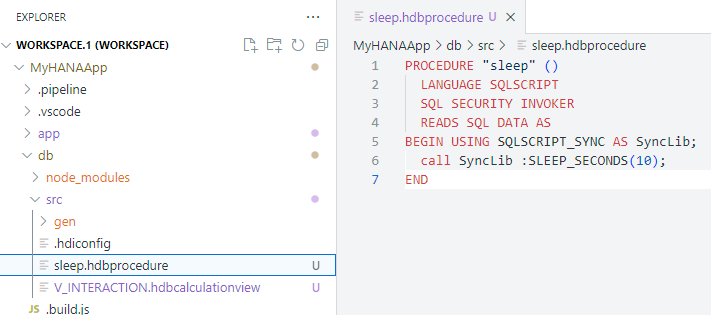 EXPLORER
WORKSPACE.1 (WORKSPACE)
MyHANAApp
.pipeline
.vscode
app
db
node_modules
src
gen
.hdiconfig
sleep.hdbprocedure U
V_INTERACTION.hdbcalculationview U
JS .build.js
sleep.hdbprocedure U
MyHANAApp > db > src > sleep.hdbprocedure
1 PROCEDURE "sleep" ()
2 LANGUAGE SQLSCRIPT
3 SQL SECURITY INVOKER
4 READS SQL DATA AS
5 BEGIN USING SQLSCRIPT_SYNC AS SyncLib;
6 call SyncLib :SLEEP_SECONDS(10);
7 END